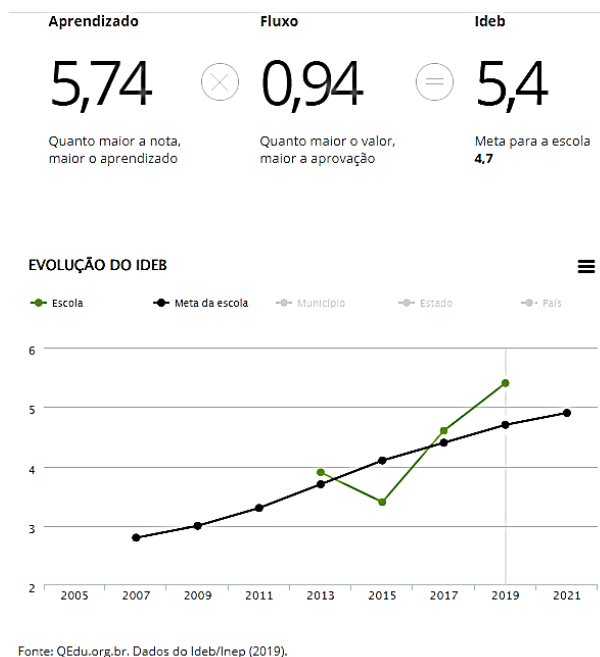 Aprendizado Fluxo Ideb
5,74 × 0,94 = 5,4
Quanto maior a nota, Quanto maior o valor, Meta para a escola
maior o aprendizado maior a aprovação 4,7
EVOLUÇÃO DO IDEB
Escola Meta da escola Município Estado País
6
5
4
3
2
2005 2007 2009 2011 2013 2015 2017 2019 2021
Fonte: QEdu.org.br. Dados do Ideb/Inep (2019).